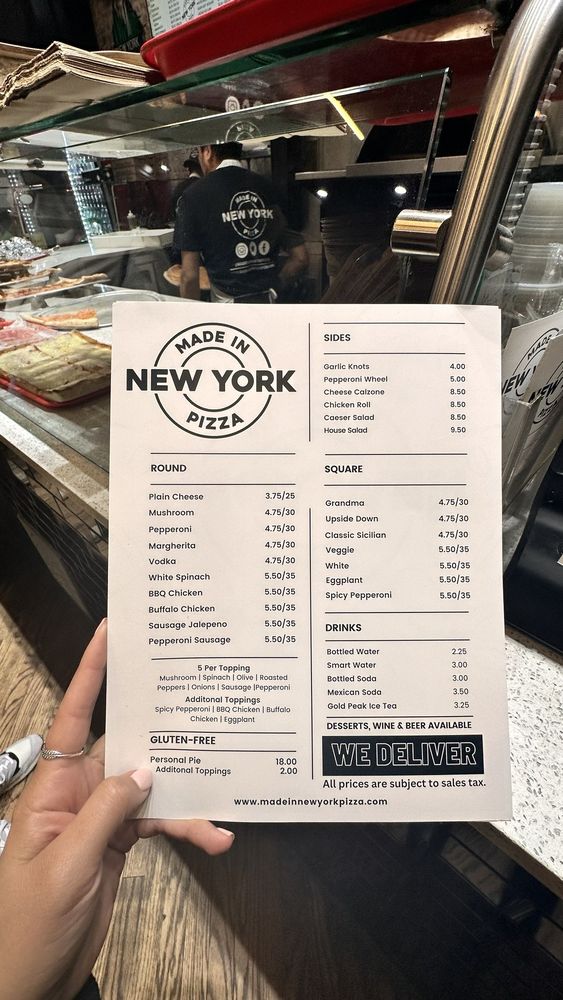 MADE IN
NEW YORK
PIZZA
MADE IN
NEW YORK
PIZZA
SIDES
Garlic Knots 4.00
Pepperoni Wheel 5.00
Cheese Calzone 8.50
Chicken Roll 8.50
Caeser Salad 8.50
House Salad 9.50
ROUND
Plain Cheese 3.75/25
Mushroom 4.75/30
Pepperoni 4.75/30
Margherita 4.75/30
Vodka 4.75/30
White Spinach 5.50/35
BBQ Chicken 5.50/35
Buffalo Chicken 5.50/35
Sausage Jalepeno 5.50/35
Pepperoni Sausage 5.50/35
5 Per Topping
Mushroom | Spinach | Olive | Roasted
Peppers | Onions | Sausage |Pepperoni
Additonal Toppings
Spicy Pepperoni | BBQ Chicken | Buffalo
Chicken | Eggplant
GLUTEN-FREE
Personal Pie 18.00
Additonal Toppings 2.00
SQUARE
Grandma 4.75/30
Upside Down 4.75/30
Classic Sicilian 4.75/30
Veggie 5.50/35
White 5.50/35
Eggplant 5.50/35
Spicy Pepperoni 5.50/35
DRINKS
Bottled Water 2.25
Smart Water 3.00
Bottled Soda 3.00
Mexican Soda 3.50
Gold Peak Ice Tea 3.25
DESSERTS, WINE & BEER AVAILABLE
WE DELIVER
All prices are subject to sales tax.
www.madeinnewyorkpizza.com